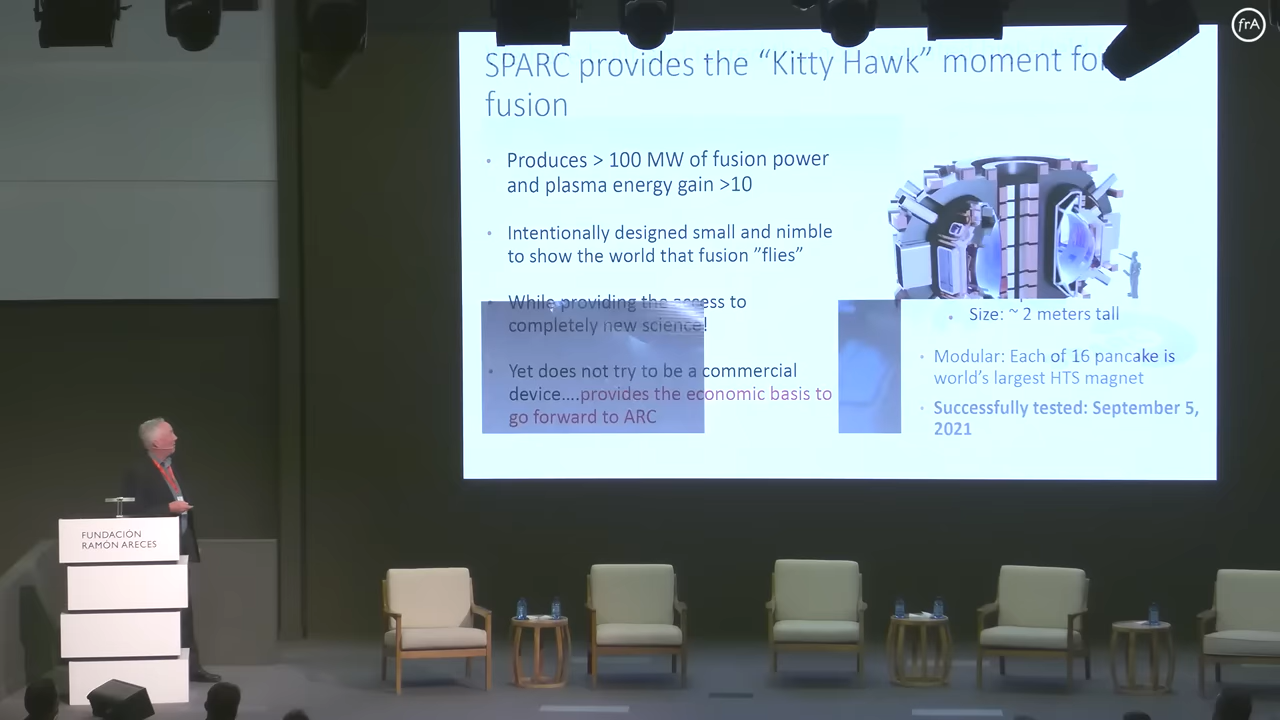 frA
SPARC provides the “Kitty Hawk” moment for
fusion
• Produces > 100 MW of fusion power
and plasma energy gain >10
• Intentionally designed small and nimble
to show the world that fusion ”flies”
• While providing the access to
completely new science!
• Yet does not try to be a commercial
device....provides the economic basis to
go forward to ARC
• Size: ~ 2 meters tall
• Modular: Each of 16 pancake is
world’s largest HTS magnet
• Successfully tested: September 5,
2021
FUNDACIÓN
RAMÓN ARECES